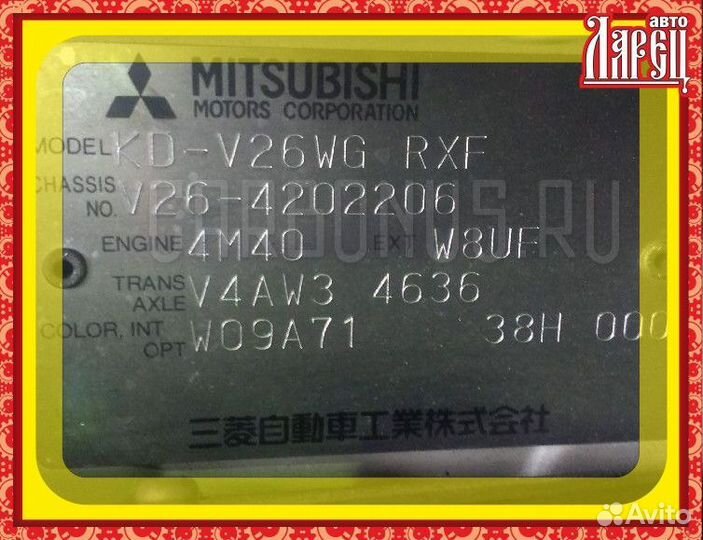 авто
ЛАРЕЦ
MITSUBISHI
MOTORS CORPORATION
MODEL KD-V26WG RXF
CHASSIS NO. V26-4202206
CARDONUS.RU
ENGINE 4M40 EXT W8UF
TRANS AXLE V4AW3 4636
COLOR, INT OPT W09A71 38H 000
三菱自動車工業株式会社
Avito